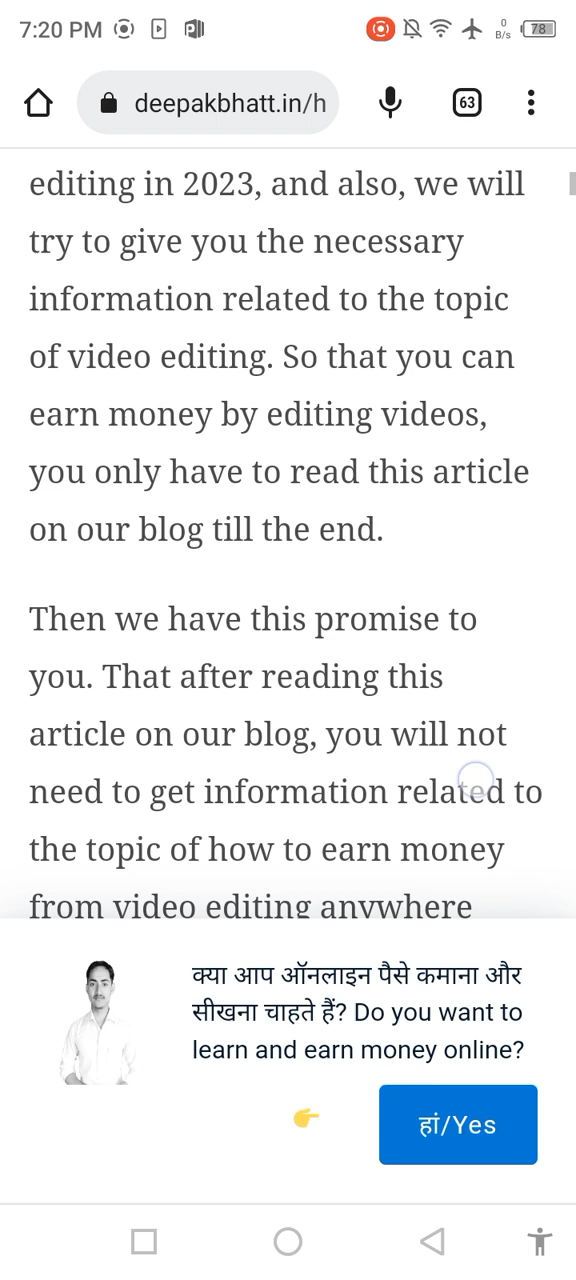 7:20 PM
0
B/s
78
deepakbhatt.in/h
63
editing in 2023, and also, we will
try to give you the necessary
information related to the topic
of video editing. So that you can
earn money by editing videos,
you only have to read this article
on our blog till the end.
Then we have this promise to
you. That after reading this
article on our blog, you will not
need to get information related to
the topic of how to earn money
from video editing anywhere
क्या आप ऑनलाइन पैसे कमाना और
सीखना चाहते हैं? Do you want to
learn and earn money online?
हां/Yes